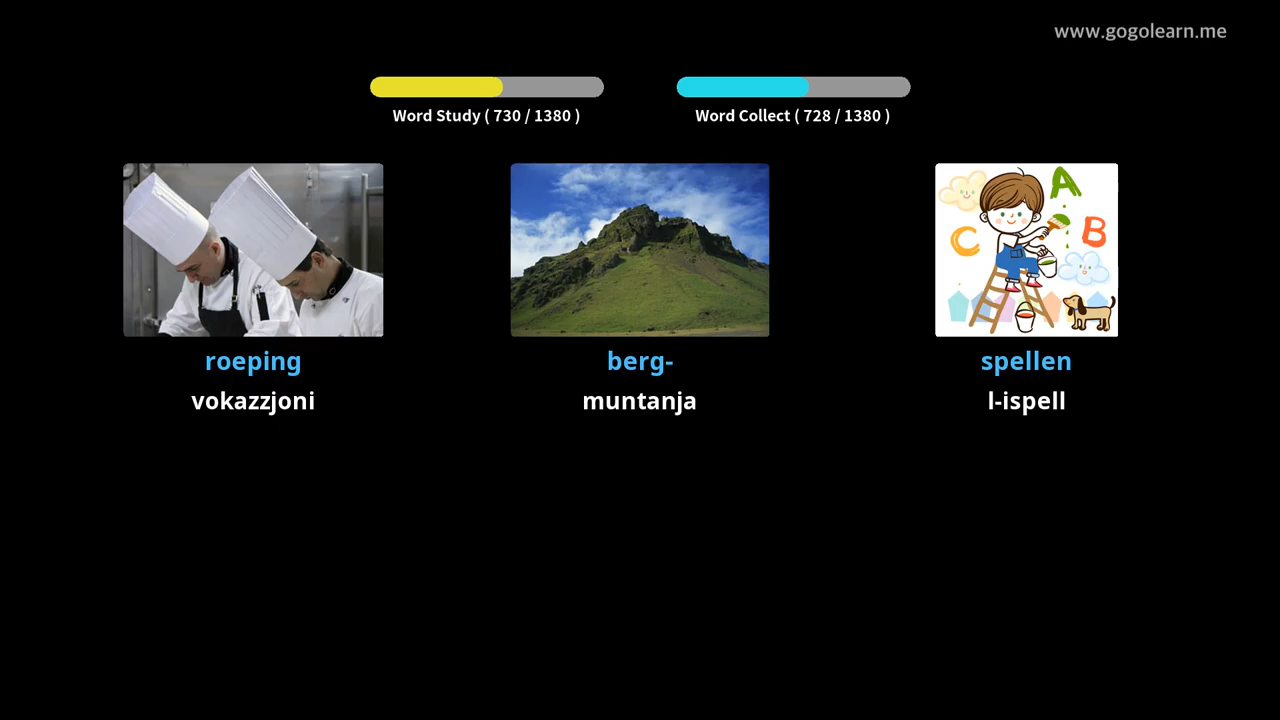 www.gogolearn.me
Word Study ( 730 / 1380 )
Word Collect ( 728 / 1380 )
A
B
C
roeping
berg-
spellen
vokazzjoni
muntanja
l-ispell